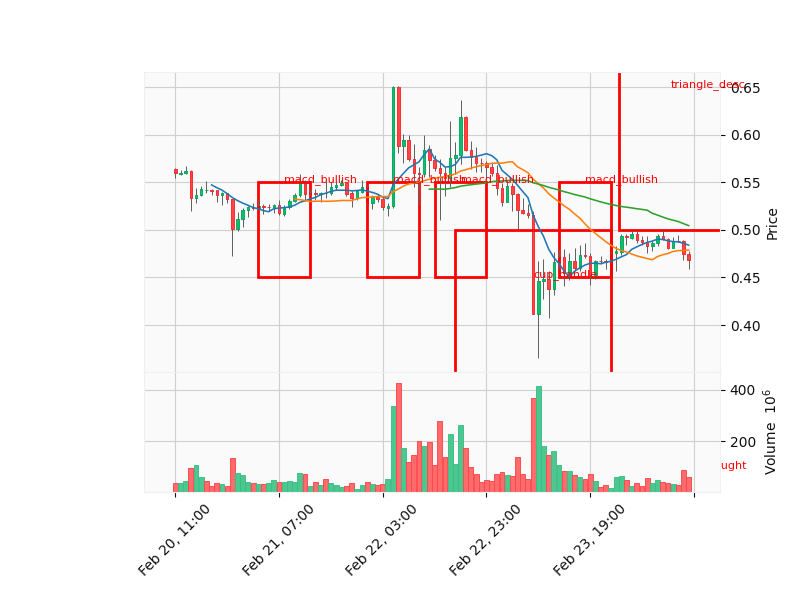 triangle_desc
0.65
0.60
macd_bullish
macd_bullish
macd_bullish
macd_bullish
0.55
0.50
cup_handle
0.45
0.40
Price
400
200
ught
Volume 10^6
Feb 20, 11:00
Feb 21, 07:00
Feb 22, 03:00
Feb 22, 23:00
Feb 23, 19:00